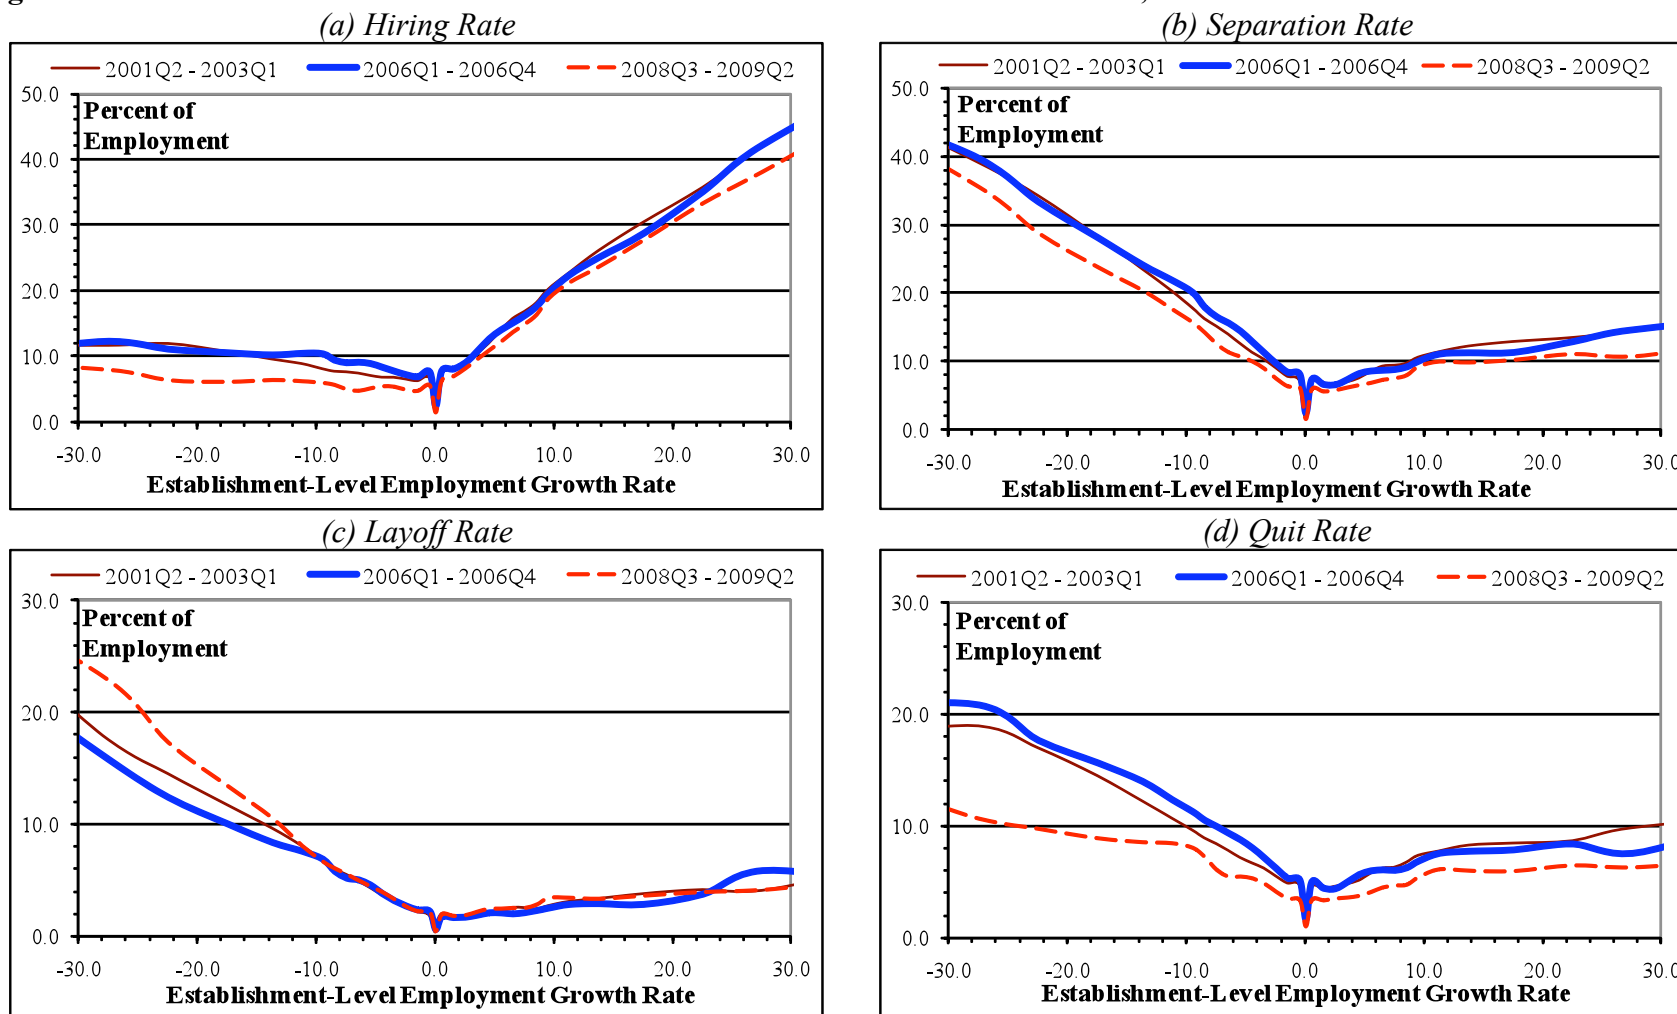 (a) Hiring Rate
2001Q2 - 2003Q1 2006Q1 - 2006Q4 2008Q3 - 2009Q2
50.0
Percent of
Employment
40.0
30.0
20.0
10.0
0.0
-30.0 -20.0 -10.0 0.0 10.0 20.0 30.0
Establishment-Level Employment Growth Rate
(b) Separation Rate
2001Q2 - 2003Q1 2006Q1 - 2006Q4 2008Q3 - 2009Q2
50.0
Percent of
Employment
40.0
30.0
20.0
10.0
0.0
-30.0 -20.0 -10.0 0.0 10.0 20.0 30.0
Establishment-Level Employment Growth Rate
(c) Layoff Rate
2001Q2 - 2003Q1 2006Q1 - 2006Q4 2008Q3 - 2009Q2
30.0
Percent of
Employment
20.0
10.0
0.0
-30.0 -20.0 -10.0 0.0 10.0 20.0 30.0
Establishment-Level Employment Growth Rate
(d) Quit Rate
2001Q2 - 2003Q1 2006Q1 - 2006Q4 2008Q3 - 2009Q2
30.0
Percent of
Employment
20.0
10.0
0.0
-30.0 -20.0 -10.0 0.0 10.0 20.0 30.0
Establishment-Level Employment Growth Rate